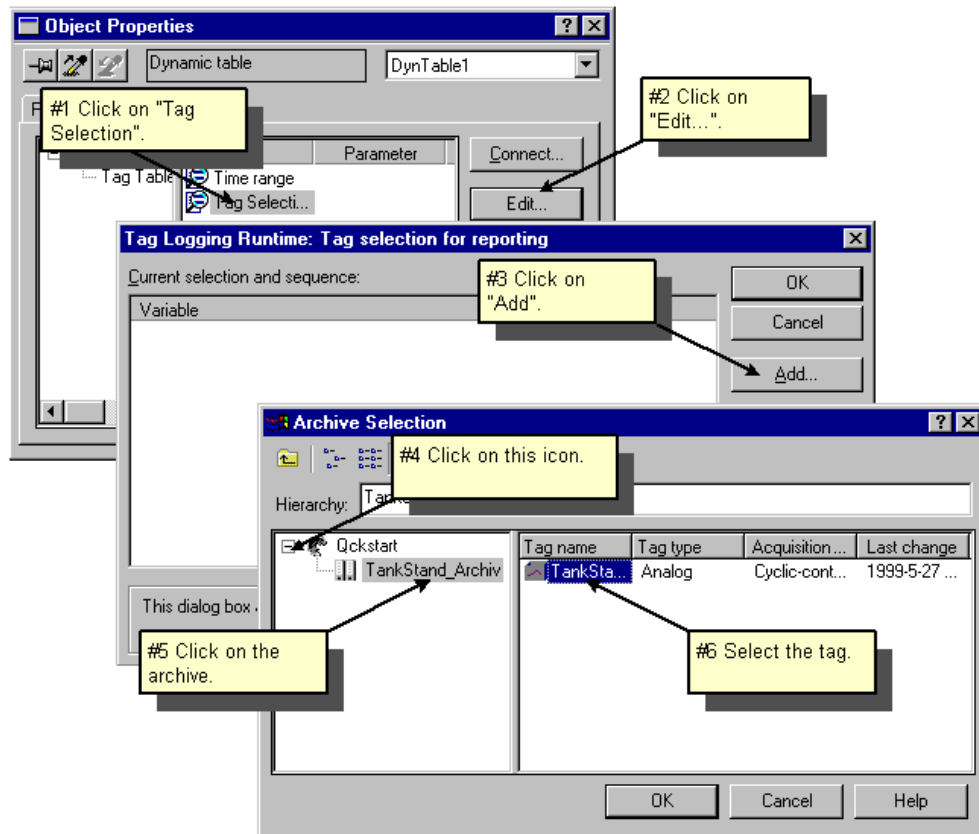 Object Properties
Dynamic table
DynTable1
#1 Click on "Tag
Selection".
#2 Click on
"Edit...".
Parameter
Connect...
Tag Table
Time range
Tag Selecti...
Edit...
Tag Logging Runtime: Tag selection for reporting
Current selection and sequence:
#3 Click on
"Add".
OK
Variable
Cancel
Add...
Archive Selection
#4 Click on this icon.
Hierarchy:
Qckstart
TankStand_Archiv
Tag name
Tag type
Acquisition ...
Last change
TankSta...
Analog
Cyclic-cont...
1999-5-27 ...
This dialog box
#5 Click on the
archive.
#6 Select the tag.
OK
Cancel
Help